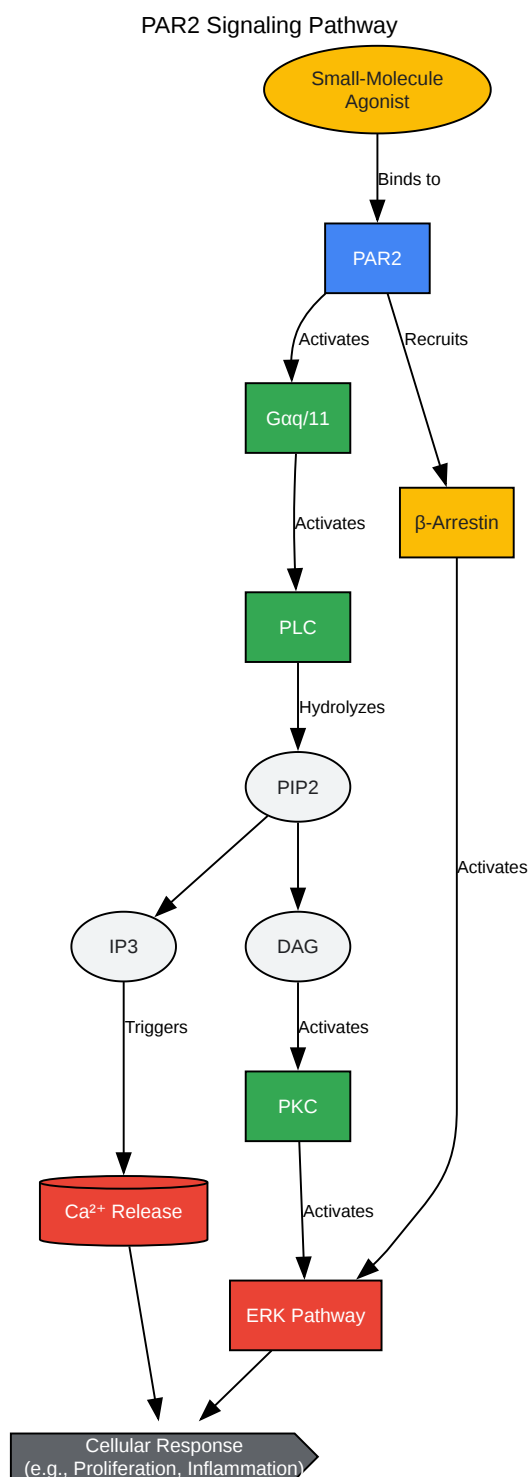 PAR2 Signaling Pathway
Small-Molecule
Agonist
Binds to
PAR2
Activates
Recruits
Gαq/11
β-Arrestin
Activates
PLC
Hydrolyzes
PIP2
Activates
IP3
DAG
Triggers
Activates
PKC
Ca²⁺ Release
Activates
ERK Pathway
Cellular Response
(e.g., Proliferation, Inflammation)